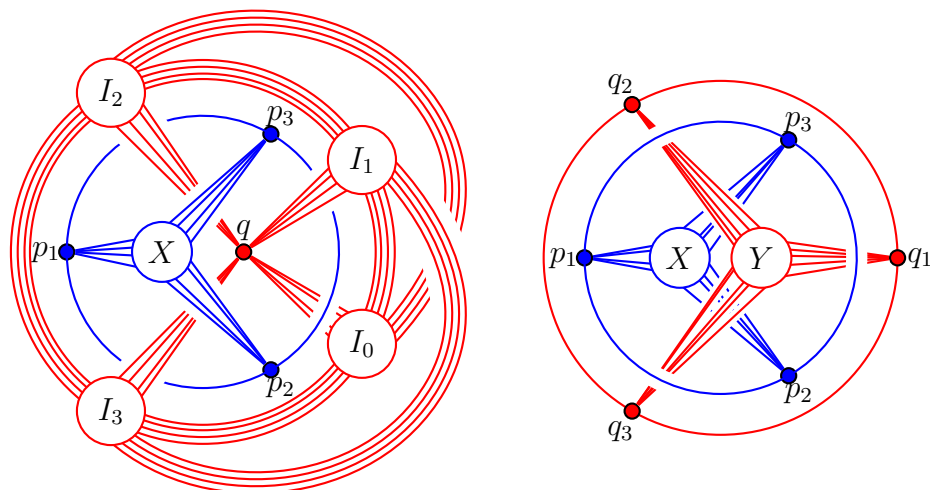 I₂
p₃
I₁
q
p₁
X
I₀
p₂
I₃
q₂
p₃
p₁
X
Y
q₁
p₂
q₃